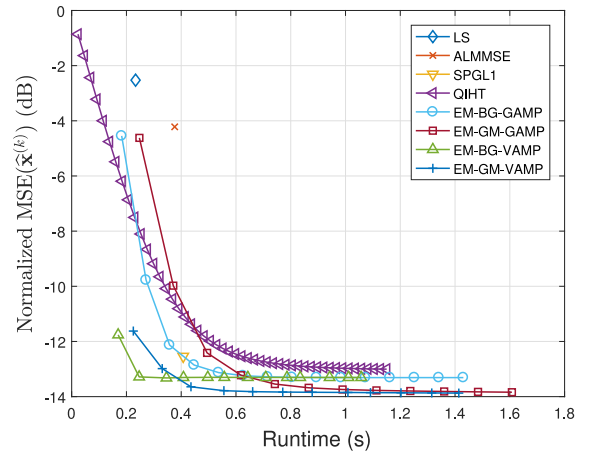 0
-2
-4
-6
-8
-10
-12
-14
0
0.2
0.4
0.6
0.8
1
1.2
1.4
1.6
1.8
Normalized MSE(x̂^(k)) (dB)
Runtime (s)
LS
ALMMSE
SPGL1
QIHT
EM-BG-GAMP
EM-GM-GAMP
EM-BG-VAMP
EM-GM-VAMP